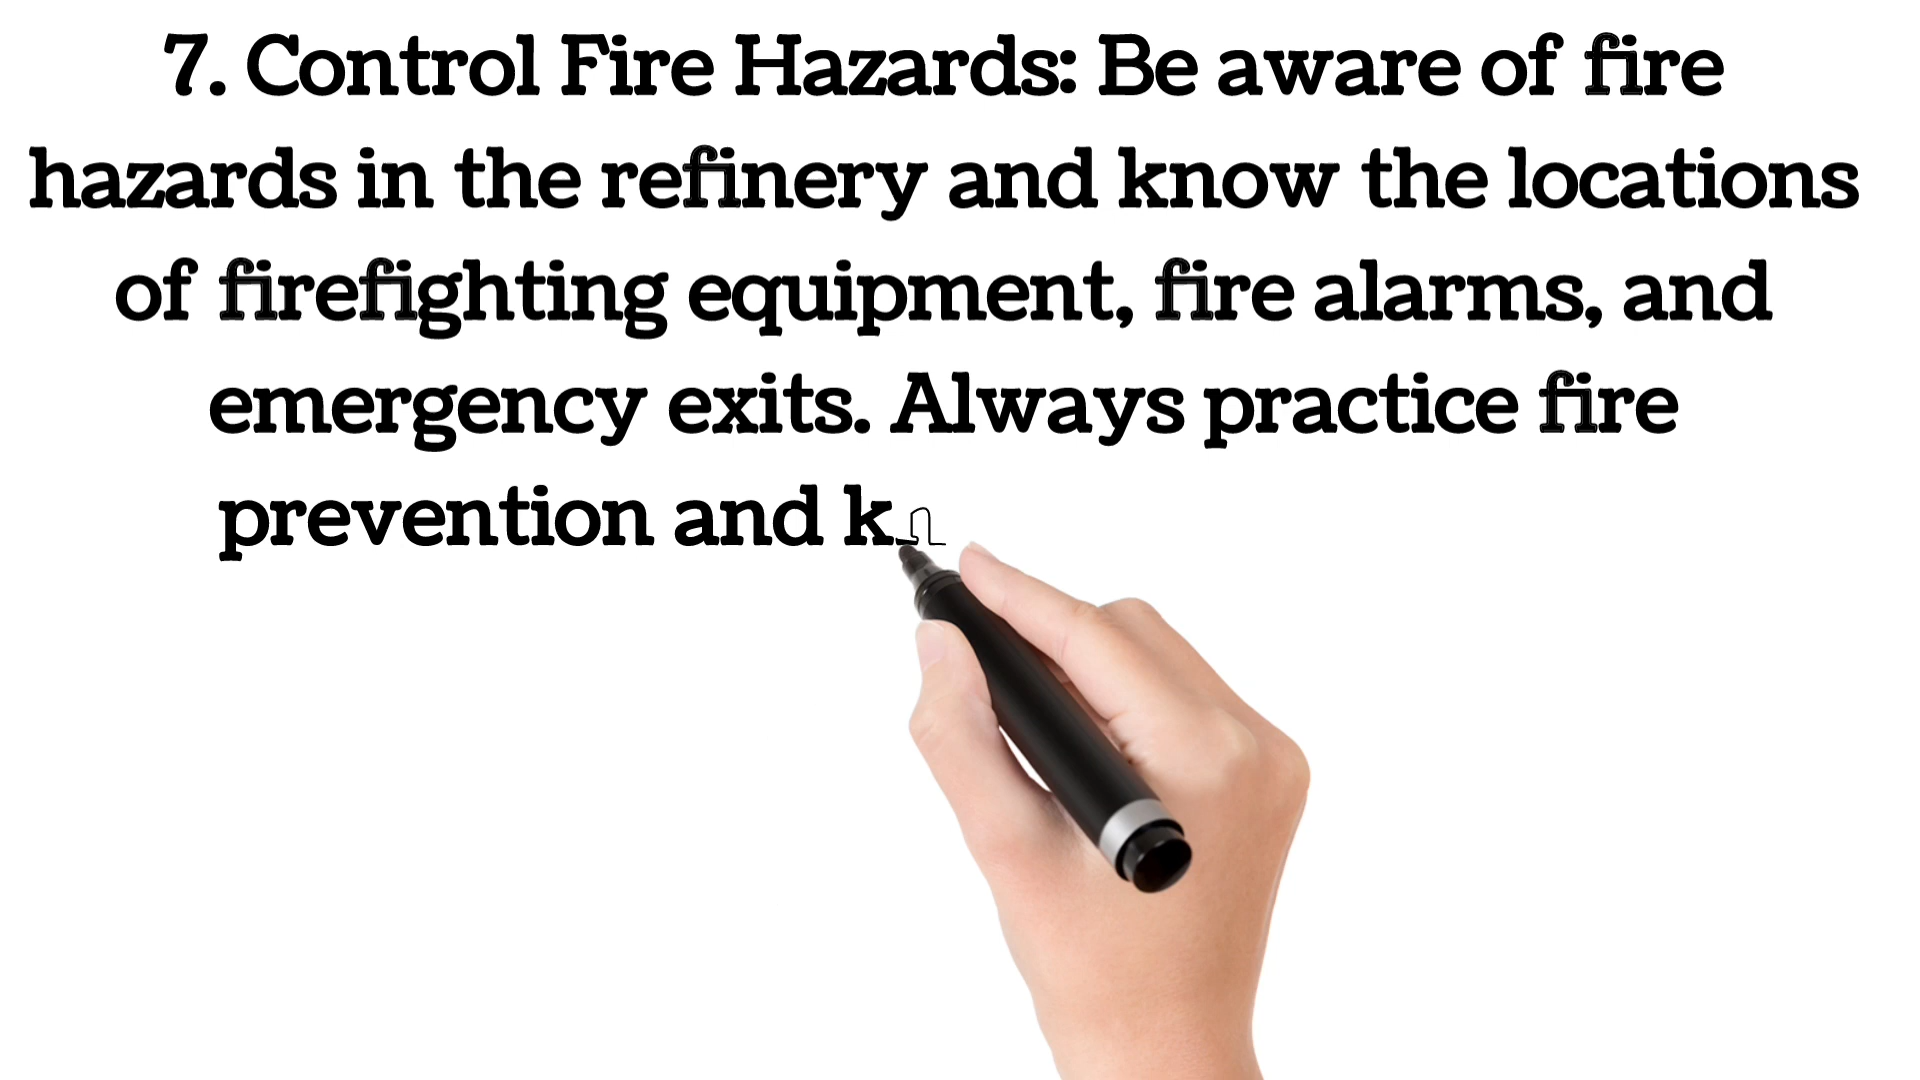 7. Control Fire Hazards: Be aware of fire
hazards in the refinery and know the locations
of firefighting equipment, fire alarms, and
emergency exits. Always practice fire
prevention and k